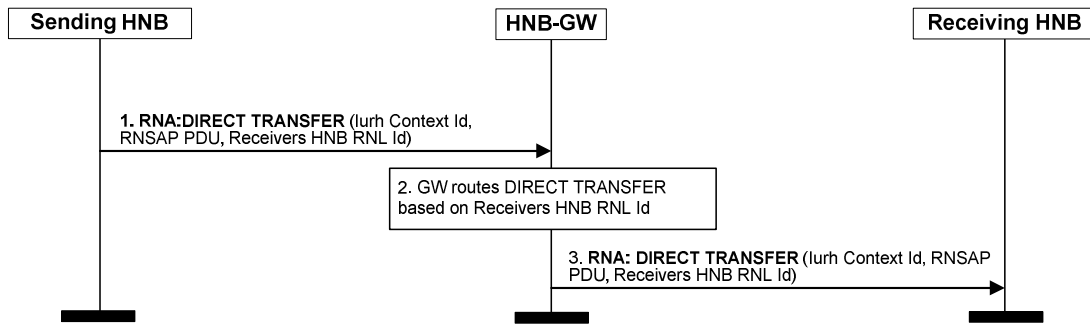 Sending HNB
HNB-GW
Receiving HNB
1. RNA:DIRECT TRANSFER (Iurh Context Id,
RNSAP PDU, Receivers HNB RNL Id)
2. GW routes DIRECT TRANSFER
based on Receivers HNB RNL Id
3. RNA: DIRECT TRANSFER (Iurh Context Id, RNSAP
PDU, Receivers HNB RNL Id)